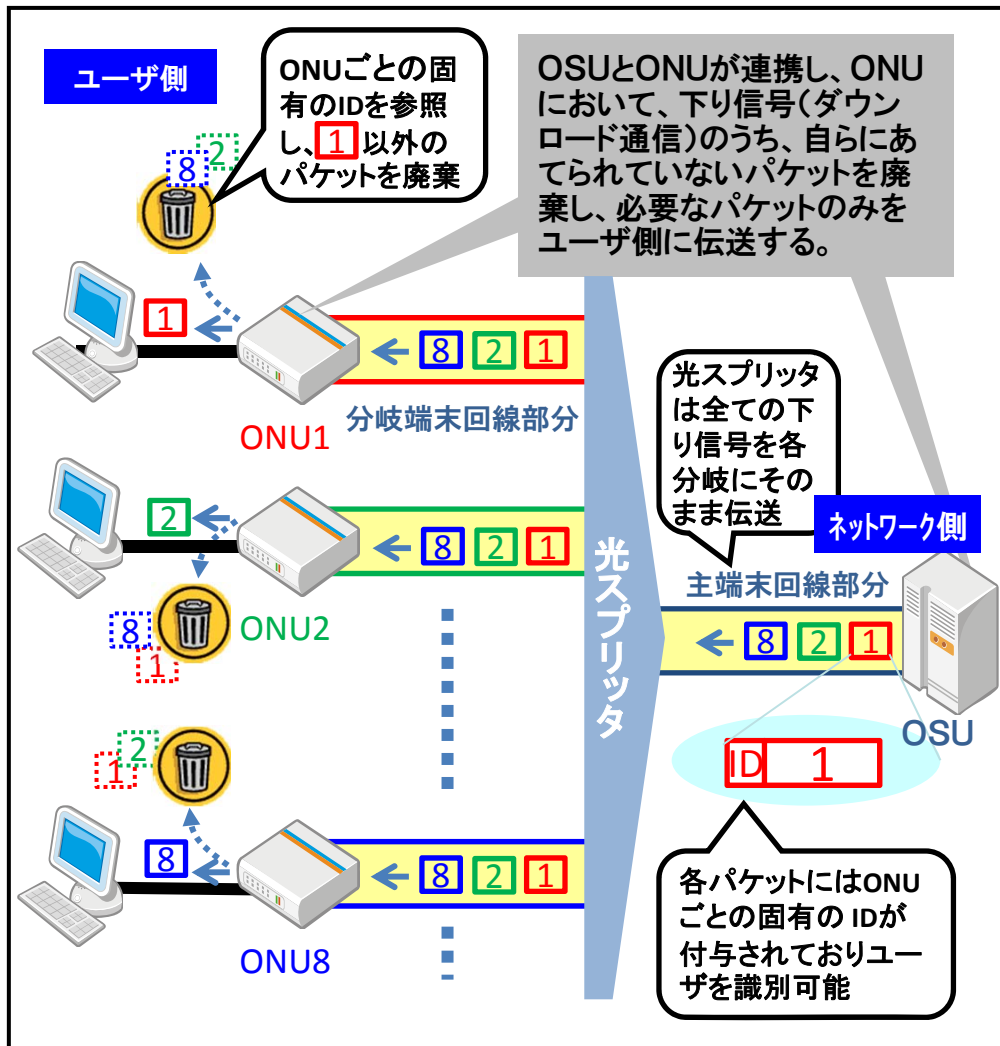 ユーザ側
ONUごとの固
有のIDを参照
し、1 以外の
パケットを廃棄
OSUとONUが連携し、ONU
において、下り信号(ダウン
ロード通信)のうち、自らにあ
てられていないパケットを廃
棄し、必要なパケットのみを
ユーザ側に伝送する。
8 2
1
8 2 1
分岐端末回線部分
ONU1
光スプリッタ
は全ての下
り信号を各
分岐にその
まま伝送
ネットワーク側
2
8 2 1
8
1
ONU2
光スプリッタ
主端末回線部分
8 2 1
OSU
ID 1
1 2
8
8 2 1
ONU8
各パケットにはONU
ごとの固有の IDが
付与されておりユー
ザを識別可能